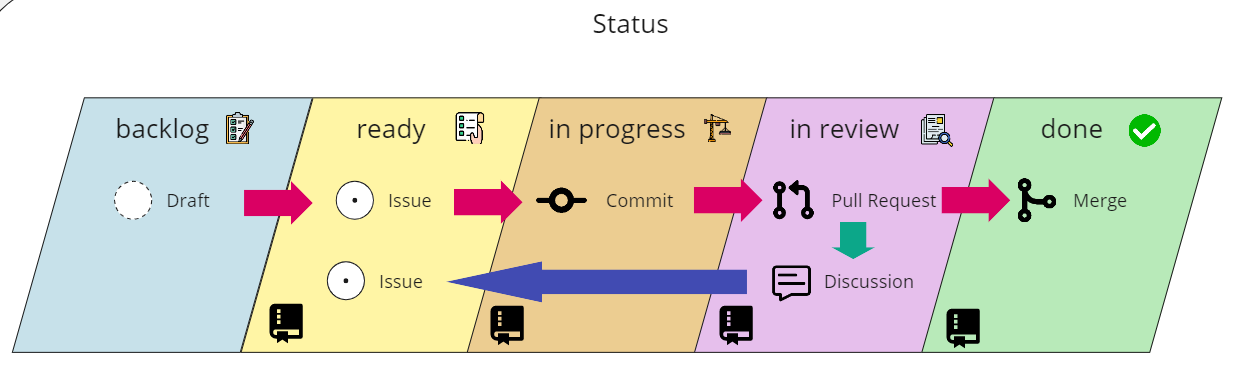 Status
backlog
ready
in progress
in review
done
Draft
Issue
Commit
Pull Request
Merge
Issue
Discussion